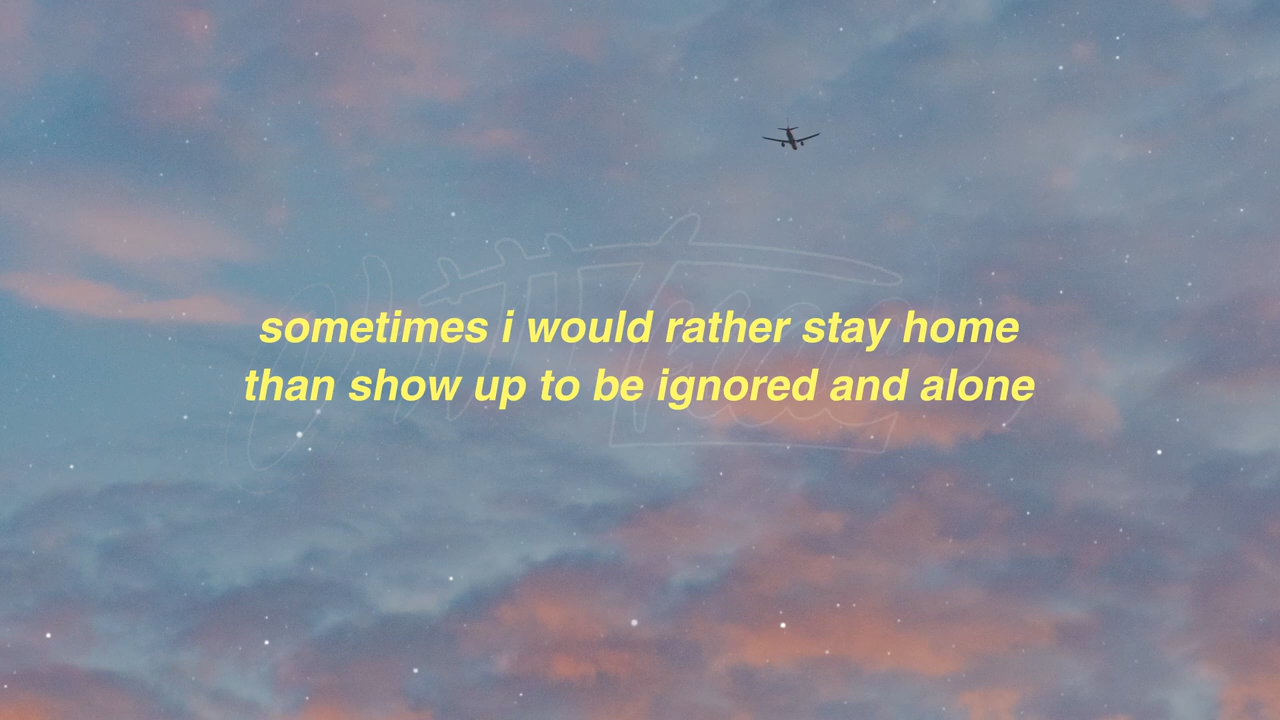 sometimes i would rather stay home
than show up to be ignored and alone